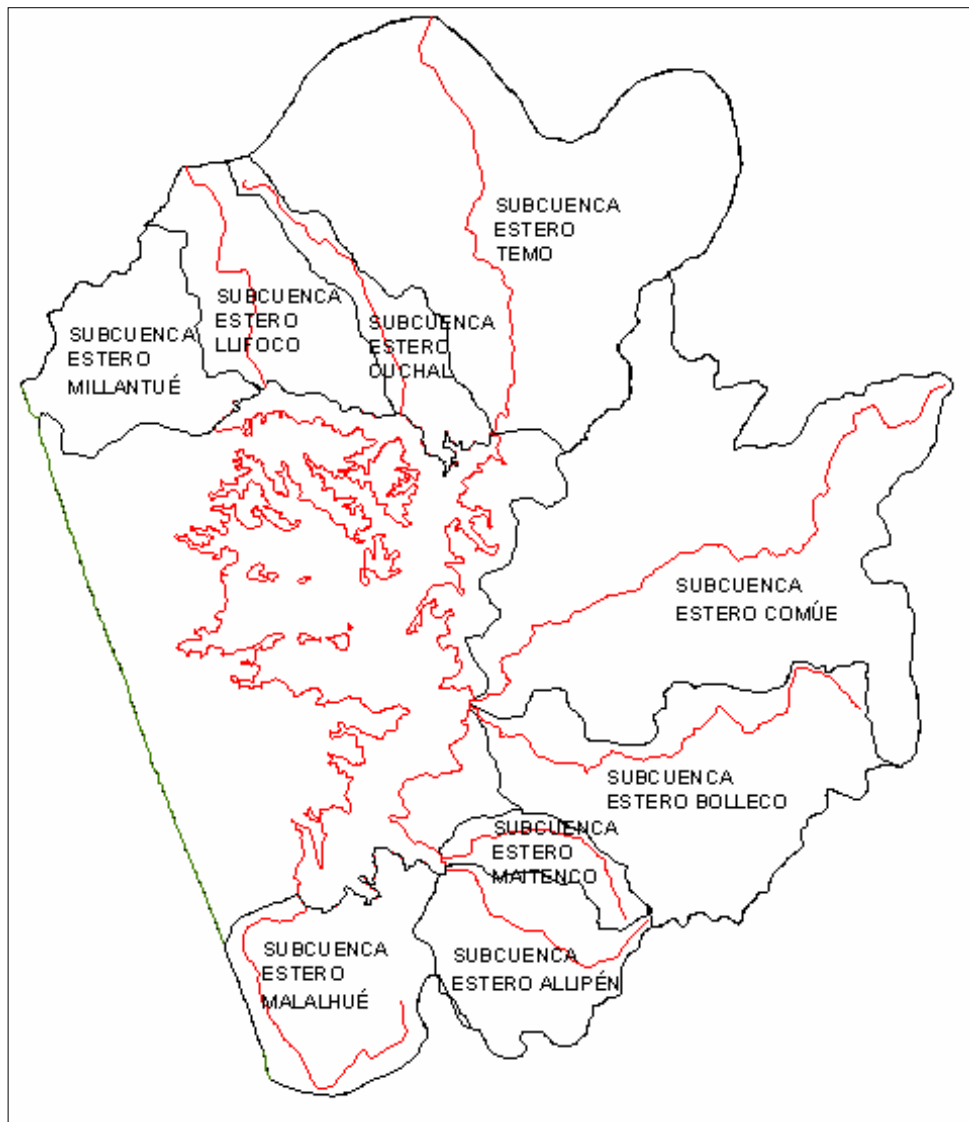 SUBCUENCA
ESTERO
TEMO
SUBCUENCA
ESTERO
LLIFOCO
SUBCUENCA
ESTERO
CUCHAL
SUBCUENCA
ESTERO
MILLANTUÉ
SUBCUENCA
ESTERO COMÚE
SUBCUENCA
ESTERO BOLLECO
SUBCUENCA
ESTERO
MAITENCO
SUBCUENCA
ESTERO
MALALHUÉ
SUBCUENCA
ESTERO ALLIPÉN